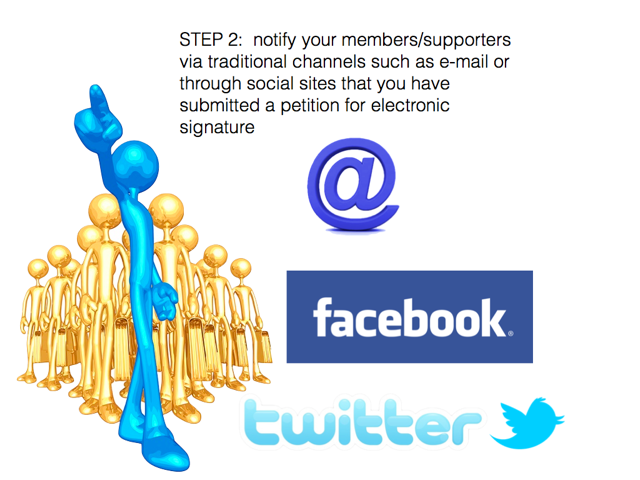 STEP 2:  notify your members/supporters
via traditional channels such as e-mail or
through social sites that you have
submitted a petition for electronic
signature
@
facebook®
twitter